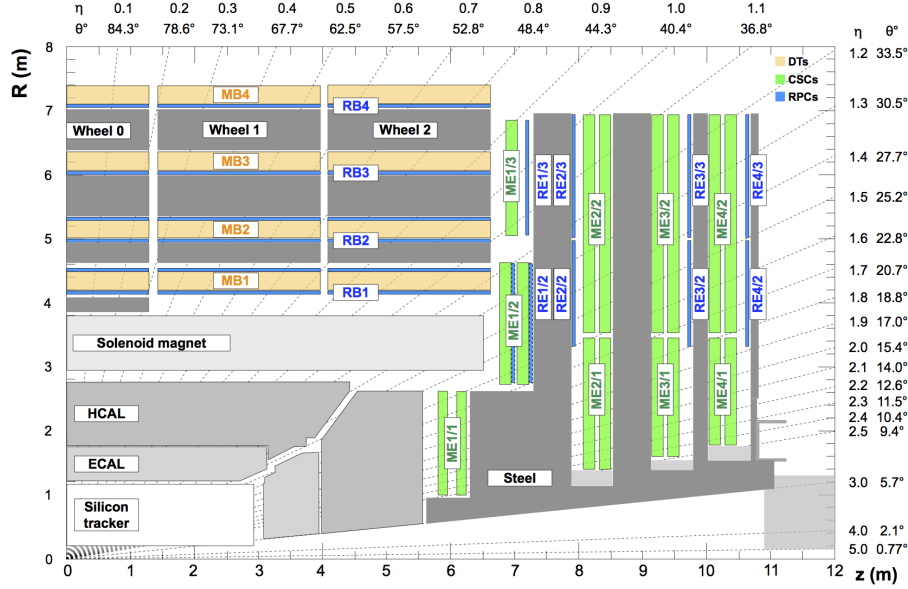 η 0.1 0.2 0.3 0.4 0.5 0.6 0.7 0.8 0.9 1.0 1.1
θ° 84.3° 78.6° 73.1° 67.7° 62.5° 57.5° 52.8° 48.4° 44.3° 40.4° 36.8° η θ°
R (m)
8
7
6
5
4
3
2
1
0
1.2 33.5°
1.3 30.5°
1.4 27.7°
1.5 25.2°
1.6 22.8°
1.7 20.7°
1.8 18.8°
1.9 17.0°
2.0 15.4°
2.1 14.0°
2.2 12.6°
2.3 11.5°
2.4 10.4°
2.5 9.4°
3.0 5.7°
4.0 2.1°
5.0 0.77°
DTs
CSCs
RPCs
MB4
RB4
Wheel 0 Wheel 1 Wheel 2
MB3
RB3
MB2
RB2
MB1
RB1
ME1/3
RE1/3
RE2/3
ME2/2
ME3/2
RE3/3
ME4/2
RE4/3
ME1/2
RE1/2
RE2/2
RE3/2
RE4/2
Solenoid magnet
HCAL
ECAL
Silicon
tracker
ME1/1
ME2/1
ME3/1
ME4/1
Steel
0 1 2 3 4 5 6 7 8 9 10 11 12
z (m)